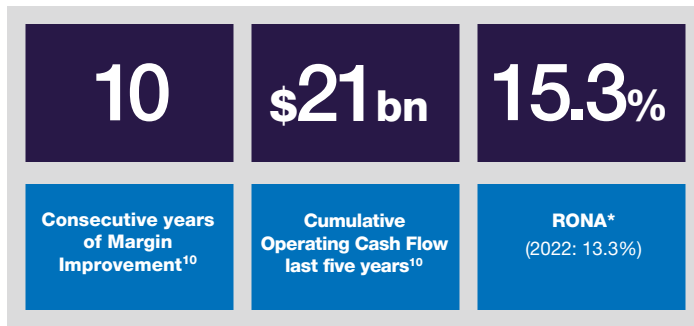 10
$21bn
15.3%
Consecutive years
of Margin
Improvement¹⁰
Cumulative
Operating Cash Flow
last five years¹⁰
RONA*
(2022: 13.3%)